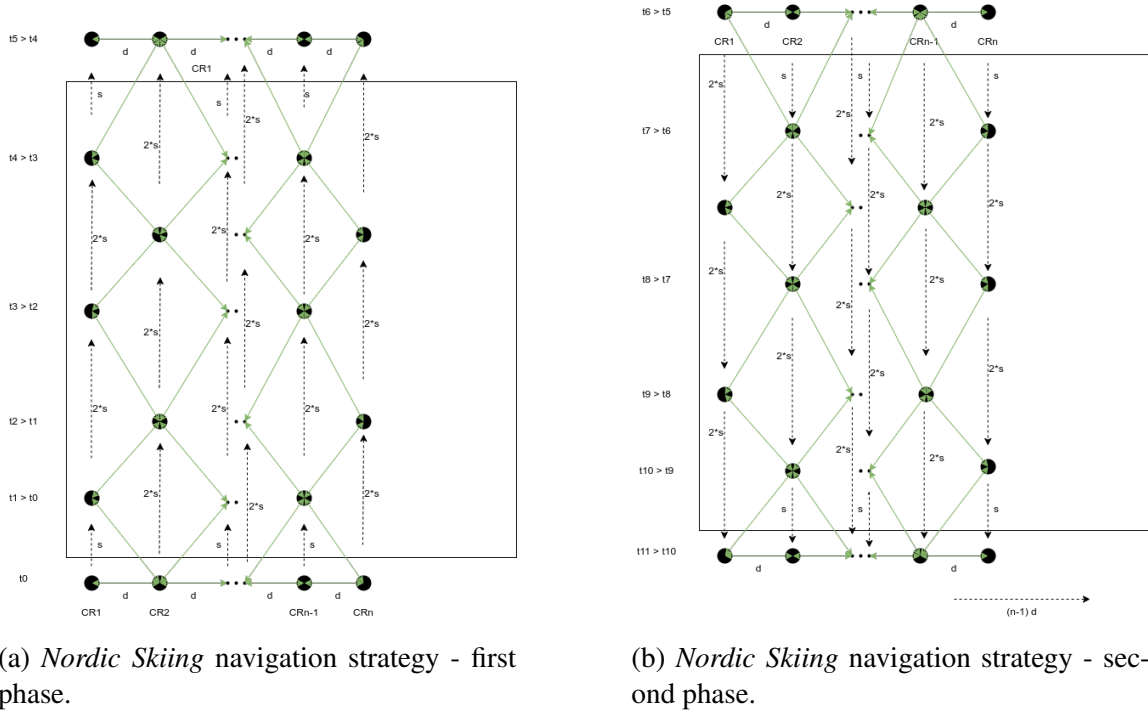 t5 > t4
d d d d
CR1
s s s
2*s
2*s 2*s
t4 > t3
2*s 2*s 2*s 2*s
t3 > t2
2*s 2*s 2*s
t2 > t1
2*s 2*s 2*s
2*s 2*s
t1 > t0
2*s
s s s
t0
d d d d
CR1 CR2 CRn-1 CRn
(a) Nordic Skiing navigation strategy - first
phase.
t6 > t5
d d
CR1 CR2 CRn-1 CRn
s s s
2*s
2*s 2*s
t7 > t6
2*s 2*s 2*s
2*s
t8 > t7
2*s 2*s
2*s 2*s 2*s
t9 > t8
2*s 2*s 2*s
t10 > t9
s s s
t11 > t10
d d
(n-1) d
(b) Nordic Skiing navigation strategy - sec-
ond phase.